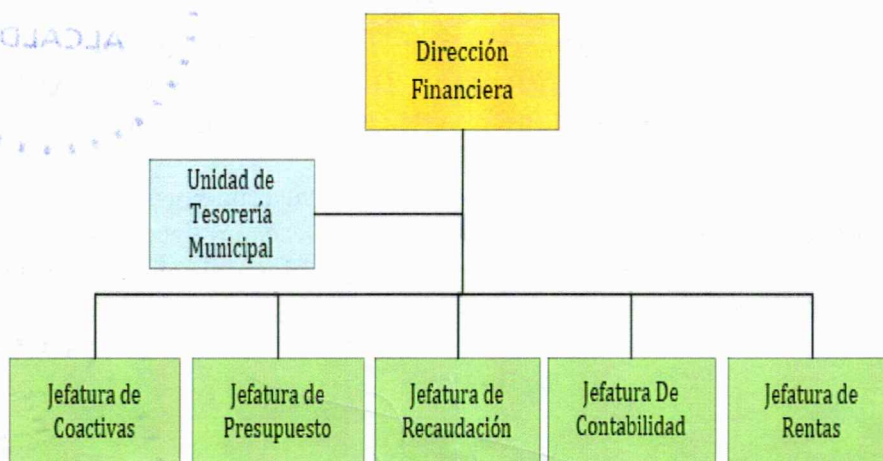 Dirección
Financiera
Unidad de
Tesorería
Municipal
Jefatura de
Coactivas
Jefatura de
Presupuesto
Jefatura de
Recaudación
Jefatura De
Contabilidad
Jefatura de
Rentas